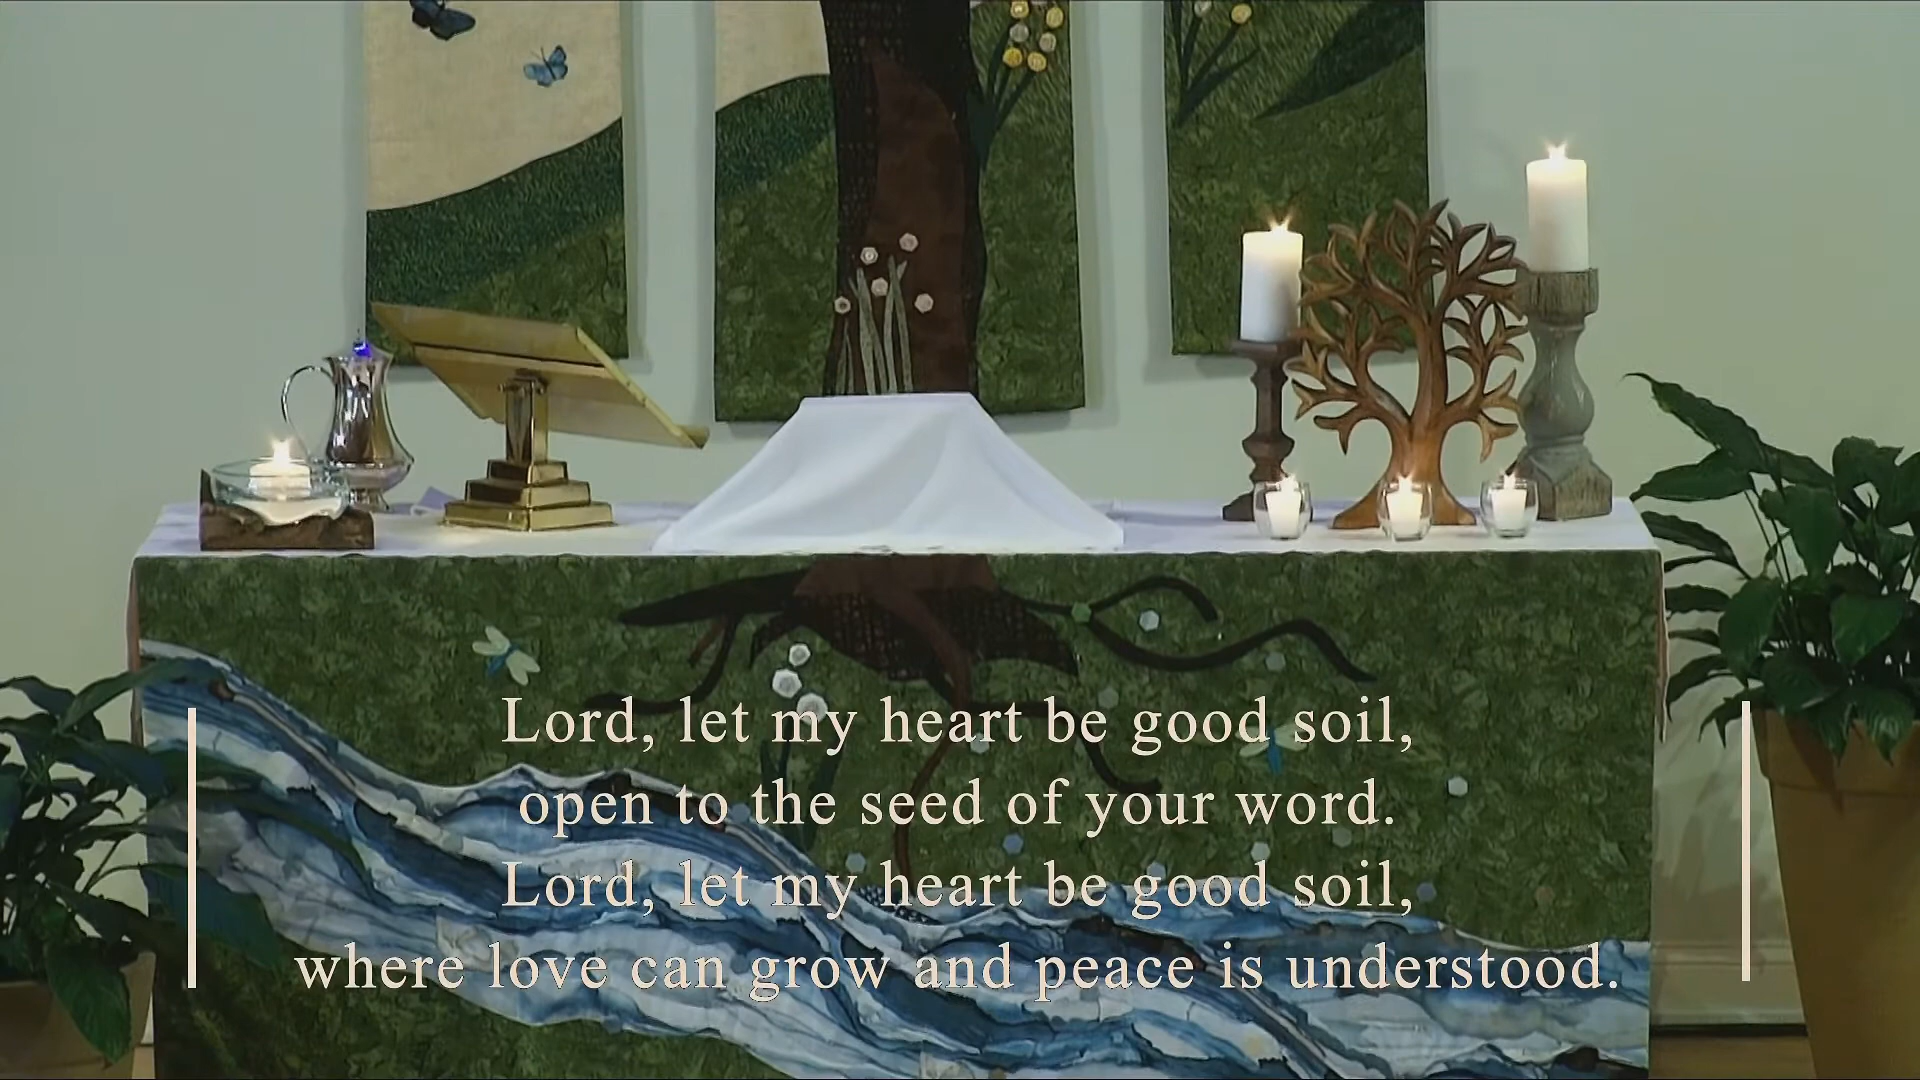 Lord, let my heart be good soil,
open to the seed of your word.
Lord, let my heart be good soil,
where love can grow and peace is understood.